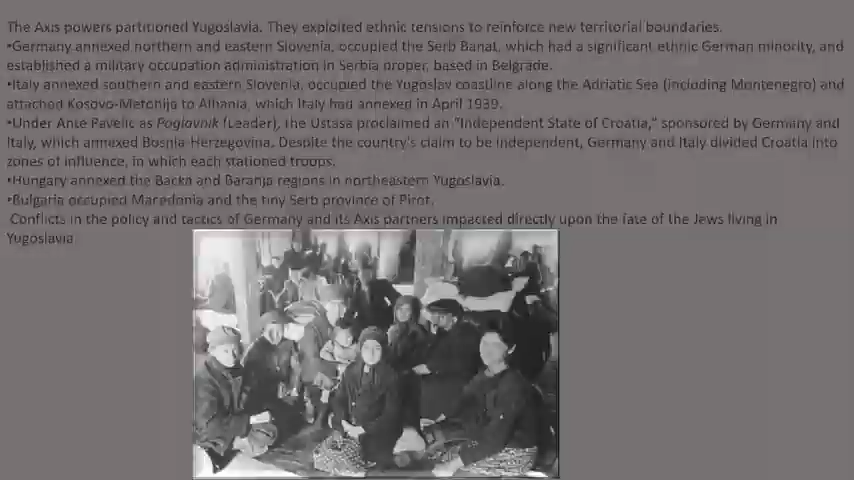 The Axis powers partitioned Yugoslavia. They exploited ethnic tensions to reinforce new territorial boundaries.
•Germany annexed northern and eastern Slovenia, occupied the Serb Banat, which had a significant ethnic German minority, and
established a military occupation administration in Serbia proper, based in Belgrade.
•Italy annexed southern and eastern Slovenia, occupied the Yugoslav coastline along the Adriatic Sea (including Montenegro) and
attached Kosovo-Metohija to Albania, which Italy had annexed in April 1939.
•Under Ante Pavelic as Poglavnik (Leader), the Ustasa proclaimed an "Independent State of Croatia," sponsored by Germany and
Italy, which annexed Bosnia-Herzegovina. Despite the country's claim to be independent, Germany and Italy divided Croatia into
zones of influence, in which each stationed troops.
•Hungary annexed the Backa and Baranja regions in northeastern Yugoslavia.
•Bulgaria occupied Macedonia and the tiny Serb province of Pirot.
Conflicts in the policy and tactics of Germany and its Axis partners impacted directly upon the fate of the Jews living in
Yugoslavia